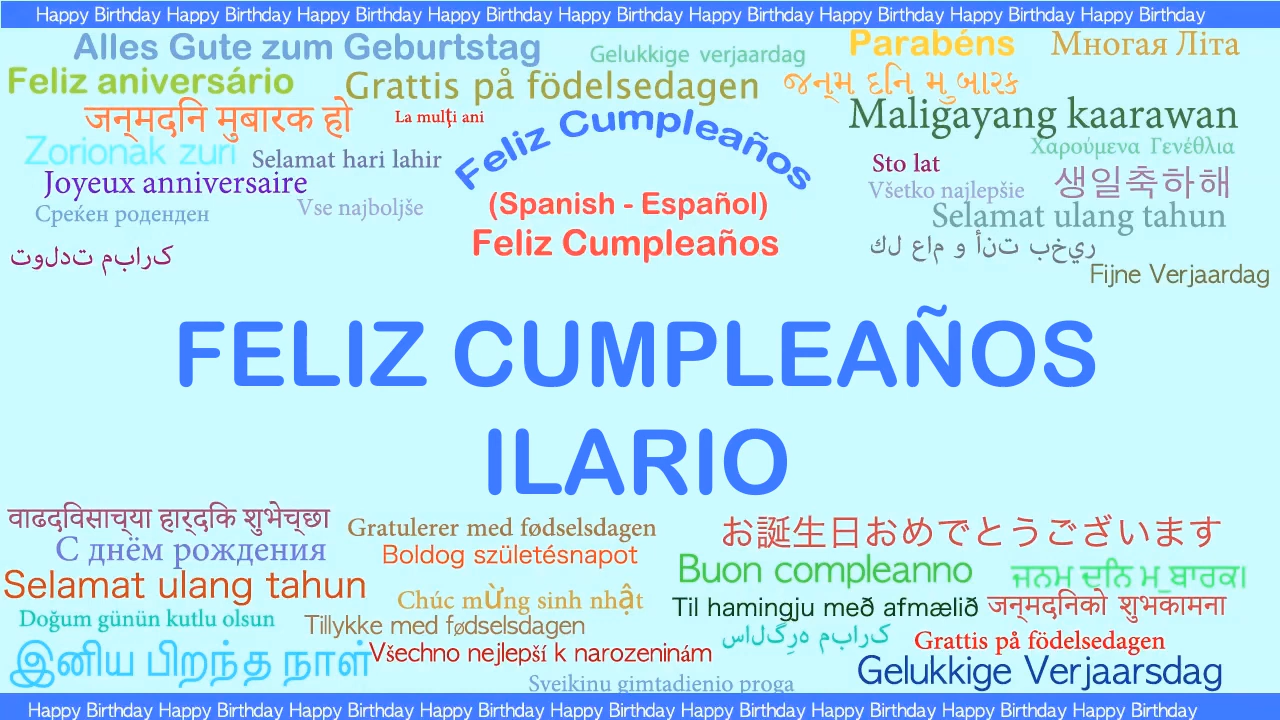 Happy Birthday Happy Birthday Happy Birthday Happy Birthday Happy Birthday Happy Birthday Happy Birthday Happy Birthday Happy Birthday
Alles Gute zum Geburtstag
Gelukkige verjaardag
Parabéns
Многая Літа
Feliz aniversário
Grattis på födelsedagen
જન્મ દિન મુબારક
जन्मदिन मुबारक हो
La mulţi ani
Feliz Cumpleaños
Maligayang kaarawan
Zorionak zuri
Selamat hari lahir
Sto lat
Χαρούμενα Γενέθλια
Joyeux anniversaire
(Spanish - Español)
Všetko najlepšie
생일축하해
Среќен роденден
Vse najboljše
Feliz Cumpleaños
Selamat ulang tahun
تولدت مبارک
كل عام و أنت بخير
Fijne Verjaardag
FELIZ CUMPLEAÑOS
ILARIO
वाढदिवसाच्या हार्दिक शुभेच्छा
Gratulerer med fødselsdagen
お誕生日おめでとうございます
С днём рождения
Boldog születésnapot
Buon compleanno
ਜਨਮ ਦਿਨ ਮੁਬਾਰਕ।
Selamat ulang tahun
Chúc mừng sinh nhật
Til hamingju með afmælið
जन्मदिनको शुभकामना
Doğum günün kutlu olsun
Tillykke med fødselsdagen
سالگرہ مبارک
Grattis på födelsedagen
இனிய பிறந்த நாள்
Všechno nejlepší k narozeninám
Gelukkige Verjaarsdag
Sveikinu gimtadienio proga
Happy Birthday Happy Birthday Happy Birthday Happy Birthday Happy Birthday Happy Birthday Happy Birthday Happy Birthday Happy Birthday